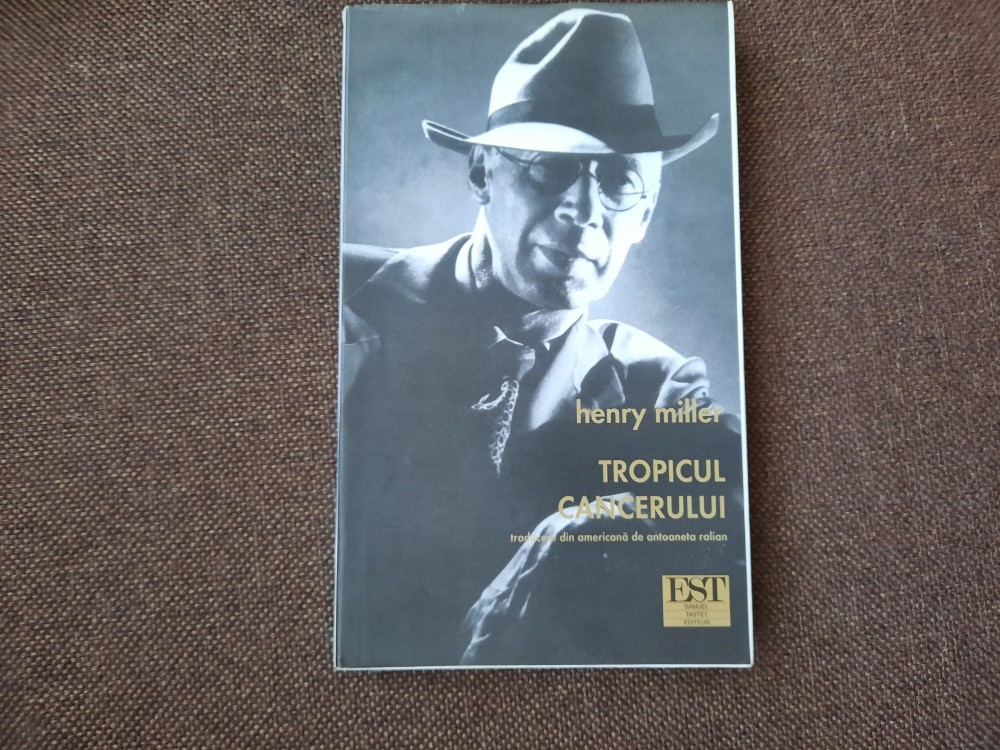 henry miller
TROPICUL
CANCERULUI
traducere din americană de antoaneta ralian
EST
SAMUEL
TASTET
EDITEUR